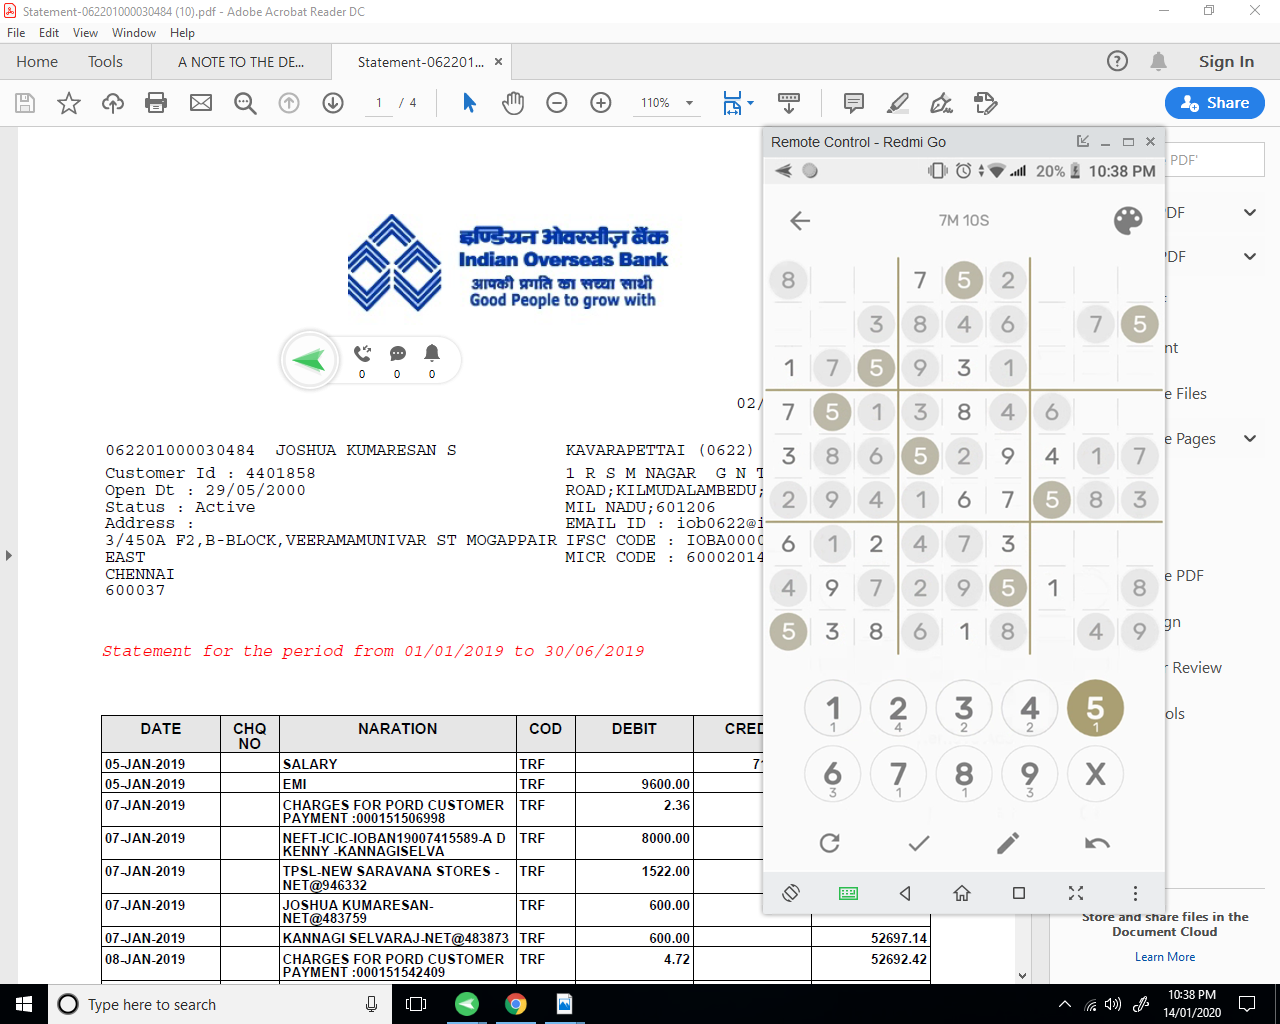 Statement-062201000030484 (10).pdf - Adobe Acrobat Reader DC
File Edit View Window Help
Home Tools A NOTE TO THE DE... Statement-062201... × Sign In
1 / 4 110% Share
Remote Control - Redmi Go
20% 10:38 PM
7M 10S
8 7 5 2
3 8 4 6 7 5
1 7 5 9 3 1
7 5 1 3 8 4 6
3 8 6 5 2 9 4 1 7
2 9 4 1 6 7 5 8 3
6 1 2 4 7 3
4 9 7 2 9 5 1 8
5 3 8 6 1 8 4 9
1 2 3 4 5
1 4 2 2 1
6 7 8 9 X
3 1 1 3
PDF'
DF
DF
nt
e Files
e Pages
e PDF
gn
r Review
ols
Store and share files in the
Document Cloud
Learn More
इण्डियन ओवरसीज़ बैंक
Indian Overseas Bank
आपकी प्रगति का सच्चा साथी
Good People to grow with
0 0 0
02/
062201000030484 JOSHUA KUMARESAN S
Customer Id : 4401858
Open Dt : 29/05/2000
Status : Active
Address :
3/450A F2,B-BLOCK,VEERAMAMUNIVAR ST MOGAPPAIR
EAST
CHENNAI
600037
KAVARAPETTAI (0622)
1 R S M NAGAR G N T
ROAD;KILMUDALAMBEDU;
MIL NADU;601206
EMAIL ID : iob0622@i
IFSC CODE : IOBA000
MICR CODE : 60002014
Statement for the period from 01/01/2019 to 30/06/2019
DATE CHQ NO NARATION COD DEBIT CRED
05-JAN-2019 SALARY TRF 71
05-JAN-2019 EMI TRF 9600.00
07-JAN-2019 CHARGES FOR PORD CUSTOMER TRF 2.36
PAYMENT :000151506998
07-JAN-2019 NEFT-ICIC-IOBAN19007415589-A D TRF 8000.00
KENNY -KANNAGISELVA
07-JAN-2019 TPSL-NEW SARAVANA STORES - TRF 1522.00
NET@946332
07-JAN-2019 JOSHUA KUMARESAN- TRF 600.00
NET@483759
07-JAN-2019 KANNAGI SELVARAJ-NET@483873 TRF 600.00 52697.14
08-JAN-2019 CHARGES FOR PORD CUSTOMER TRF 4.72 52692.42
PAYMENT :000151542409
Type here to search
10:38 PM
14/01/2020